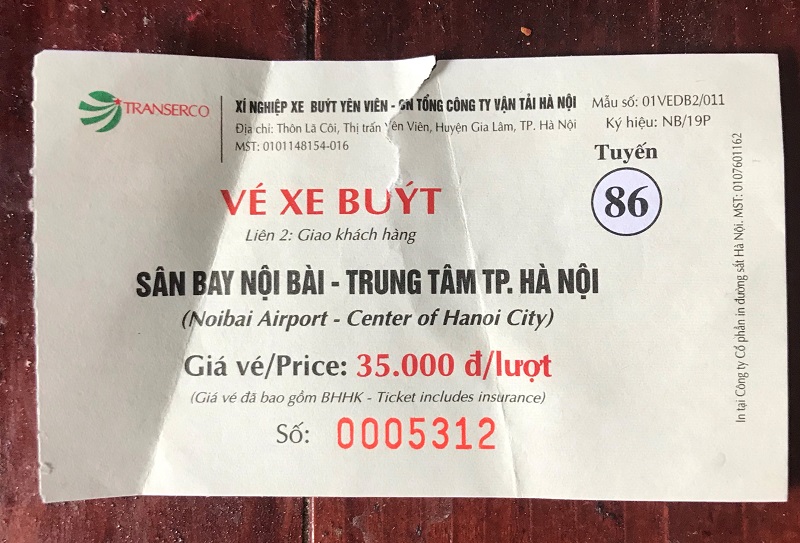 TRANSERCO
XÍ NGHIỆP XE BUÝT YÊN VIÊN - CN TỔNG CÔNG TY VẬN TẢI HÀ NỘI
Địa chỉ: Thôn Lã Côi, Thị trấn Yên Viên, Huyện Gia Lâm, TP. Hà Nội
MST: 0101148154-016
Mẫu số: 01VEDB2/011
Ký hiệu: NB/19P
Tuyến
86
VÉ XE BUÝT
Liên 2: Giao khách hàng
SÂN BAY NỘI BÀI - TRUNG TÂM TP. HÀ NỘI
(Noibai Airport - Center of Hanoi City)
Giá vé/Price: 35.000 đ/lượt
(Giá vé đã bao gồm BHHK - Ticket includes insurance)
Số: 0005312
In tại Công ty Cổ phần in đường sắt Hà Nội. MST: 0107601162